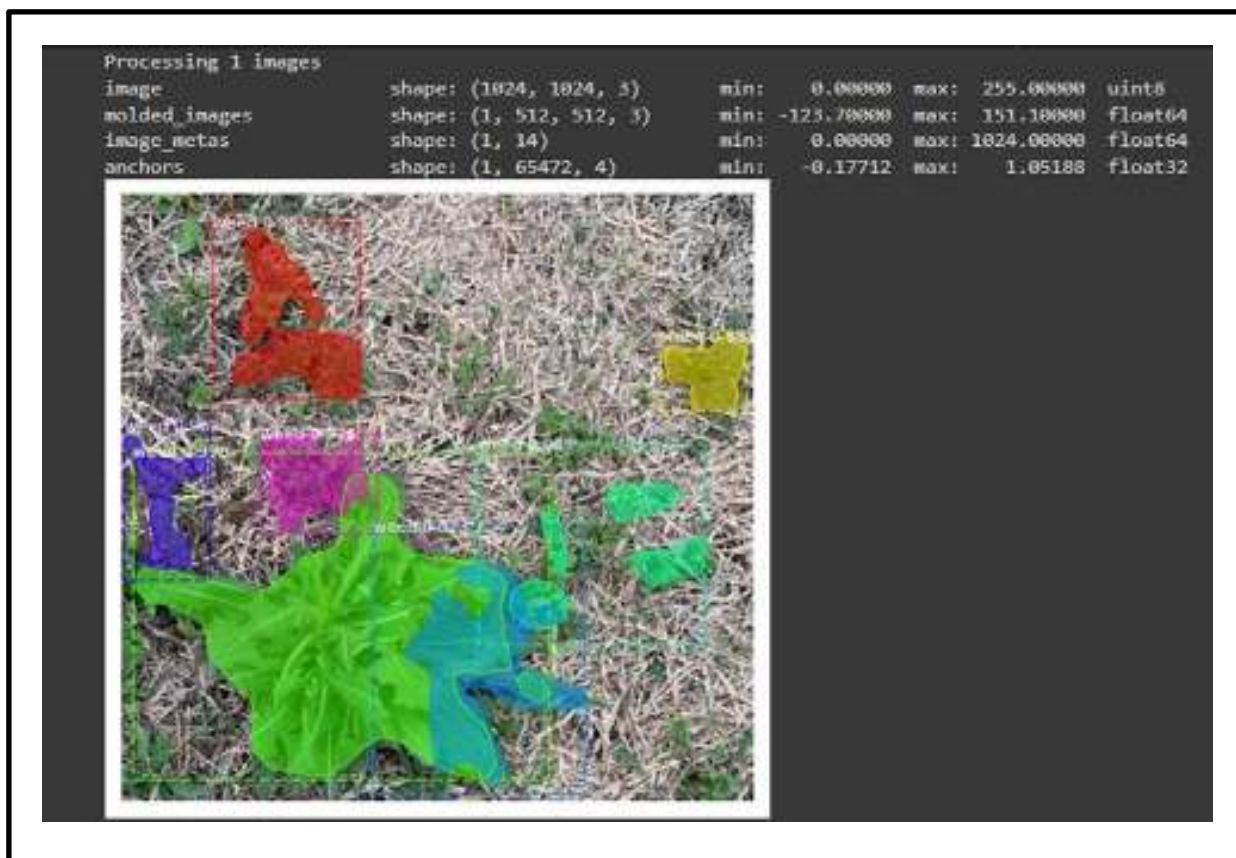 Processing 1 images
image shape: (1024, 1024, 3) min: 0.00000 max: 255.00000 uint8
molded_images shape: (1, 512, 512, 3) min: -123.70000 max: 151.10000 float64
image_metas shape: (1, 14) min: 0.00000 max: 1024.00000 float64
anchors shape: (1, 65472, 4) min: -0.17712 max: 1.05188 float32